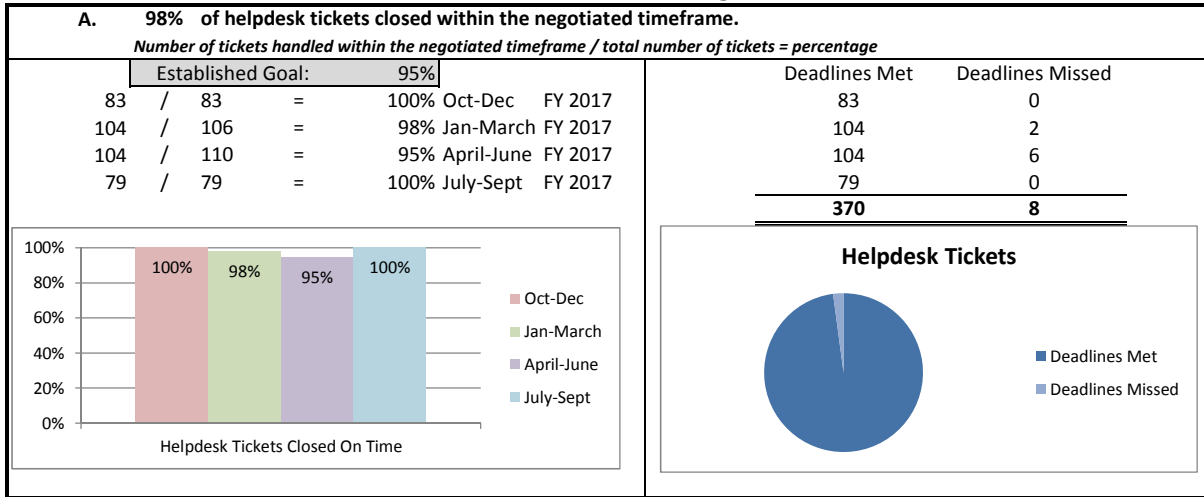 A. 98% of helpdesk tickets closed within the negotiated timeframe.
Number of tickets handled within the negotiated timeframe / total number of tickets = percentage
Established Goal: 95%
83 / 83 = 100% Oct-Dec FY 2017
104 / 106 = 98% Jan-March FY 2017
104 / 110 = 95% April-June FY 2017
79 / 79 = 100% July-Sept FY 2017
Deadlines Met Deadlines Missed
83 0
104 2
104 6
79 0
370 8
100%
80%
60%
40%
20%
0%
100% 98% 95% 100%
Helpdesk Tickets Closed On Time
Oct-Dec
Jan-March
April-June
July-Sept
Helpdesk Tickets
Deadlines Met
Deadlines Missed